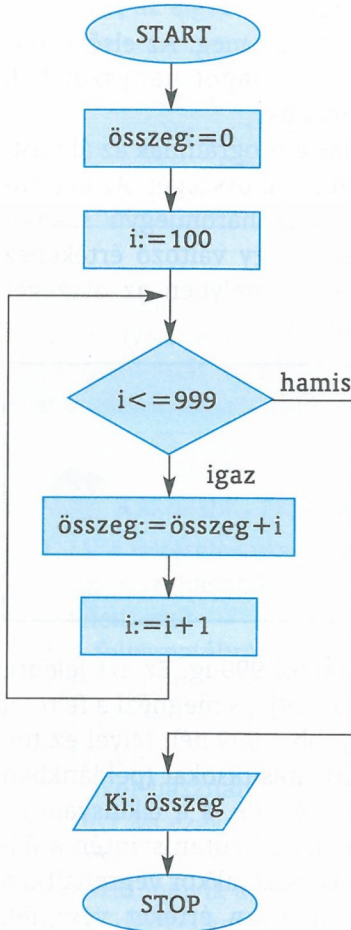 START
összeg:=0
i:=100
i<=999
hamis
igaz
összeg:=összeg+i
i:=i+1
Ki: összeg
STOP